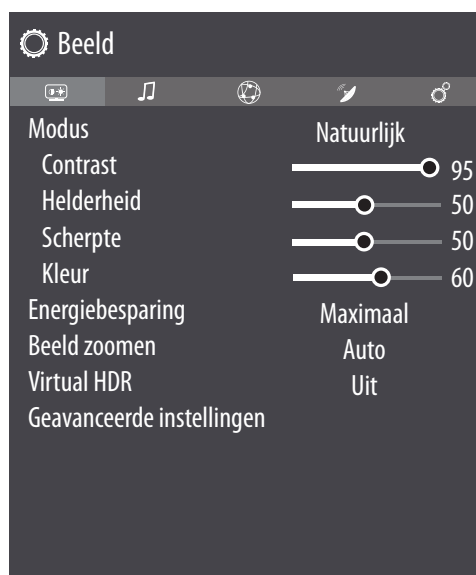 Beeld
Modus Natuurlijk
Contrast 95
Helderheid 50
Scherpte 50
Kleur 60
Energiebesparing Maximaal
Beeld zoomen Auto
Virtual HDR Uit
Geavanceerde instellingen